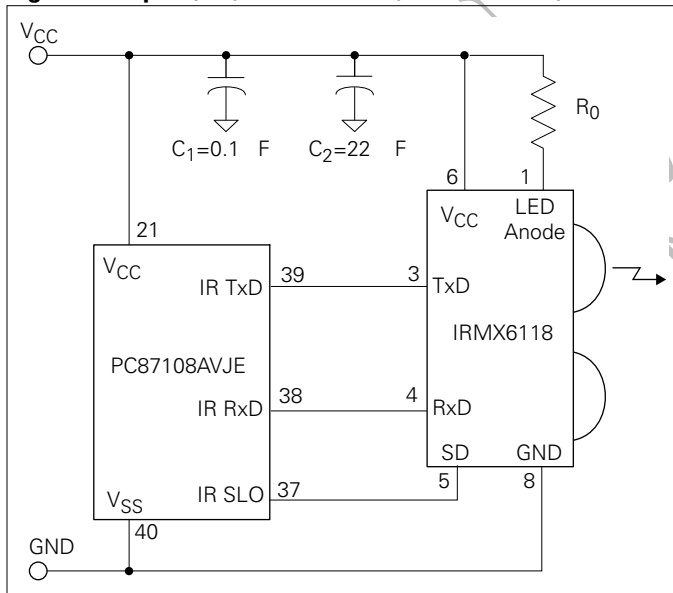 VCC
C1=0.1 F
C2=22 F
R0
6
1
VCC
LED
Anode
21
VCC
IR TxD
39
3
TxD
IRMX6118
PC87108AVJE
38
IR RxD
4
RxD
SD
GND
IR SLO
37
5
8
VSS
40
GND